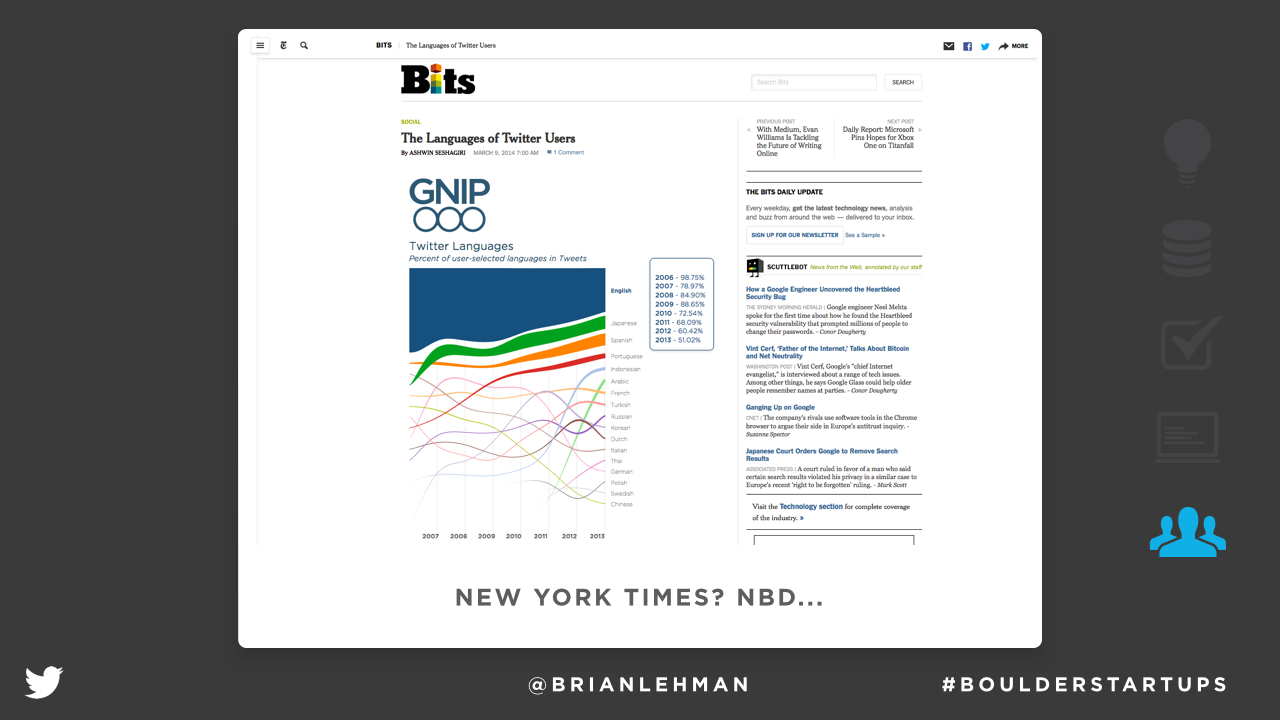 BITS | The Languages of Twitter Users
MORE
Bits
Search Bits
SEARCH
SOCIAL
The Languages of Twitter Users
By ASHWIN SESHAGIRI MARCH 9, 2014 7:00 AM 1 Comment
GNIP
Twitter Languages
Percent of user-selected languages in Tweets
English
Japanese
Spanish
Portuguese
Indonesian
Arabic
French
Turkish
Russian
Korean
Dutch
Italian
Thai
German
Polish
Swedish
Chinese
2007 2008 2009 2010 2011 2012 2013
2006 - 98.75%
2007 - 78.97%
2008 - 84.90%
2009 - 88.65%
2010 - 72.54%
2011 - 68.09%
2012 - 60.42%
2013 - 51.02%
PREVIOUS POST
With Medium, Evan
Williams Is Tackling
the Future of Writing
Online
NEXT POST
Daily Report: Microsoft
Pins Hopes for Xbox
One on Titanfall
THE BITS DAILY UPDATE
Every weekday, get the latest technology news, analysis
and buzz from around the web — delivered to your inbox.
SIGN UP FOR OUR NEWSLETTER See a Sample »
SCUTTLEBOT News from the Web, annotated by our staff
How a Google Engineer Uncovered the Heartbleed
Security Bug
THE SYDNEY MORNING HERALD | Google engineer Neel Mehta
spoke for the first time about how he found the Heartbleed
security vulnerability that prompted millions of people to
change their passwords. - Conor Dougherty
Vint Cerf, 'Father of the Internet,' Talks About Bitcoin
and Net Neutrality
WASHINGTON POST | Vint Cerf, Google's "chief Internet
evangelist," is interviewed about a range of tech issues.
Among other things, he says Google Glass could help older
people remember names at parties. - Conor Dougherty
Ganging Up on Google
CNET | The company's rivals use software tools in the Chrome
browser to argue their side in Europe's antitrust inquiry. -
Suzanne Spector
Japanese Court Orders Google to Remove Search
Results
ASSOCIATED PRESS | A court ruled in favor of a man who said
certain search results violated his privacy in a similar case to
Europe's recent 'right to be forgotten' ruling. - Mark Scott
Visit the Technology section for complete coverage
of the industry. »
NEW YORK TIMES? NBD...
@BRIANLEHMAN
#BOULDERSTARTUPS